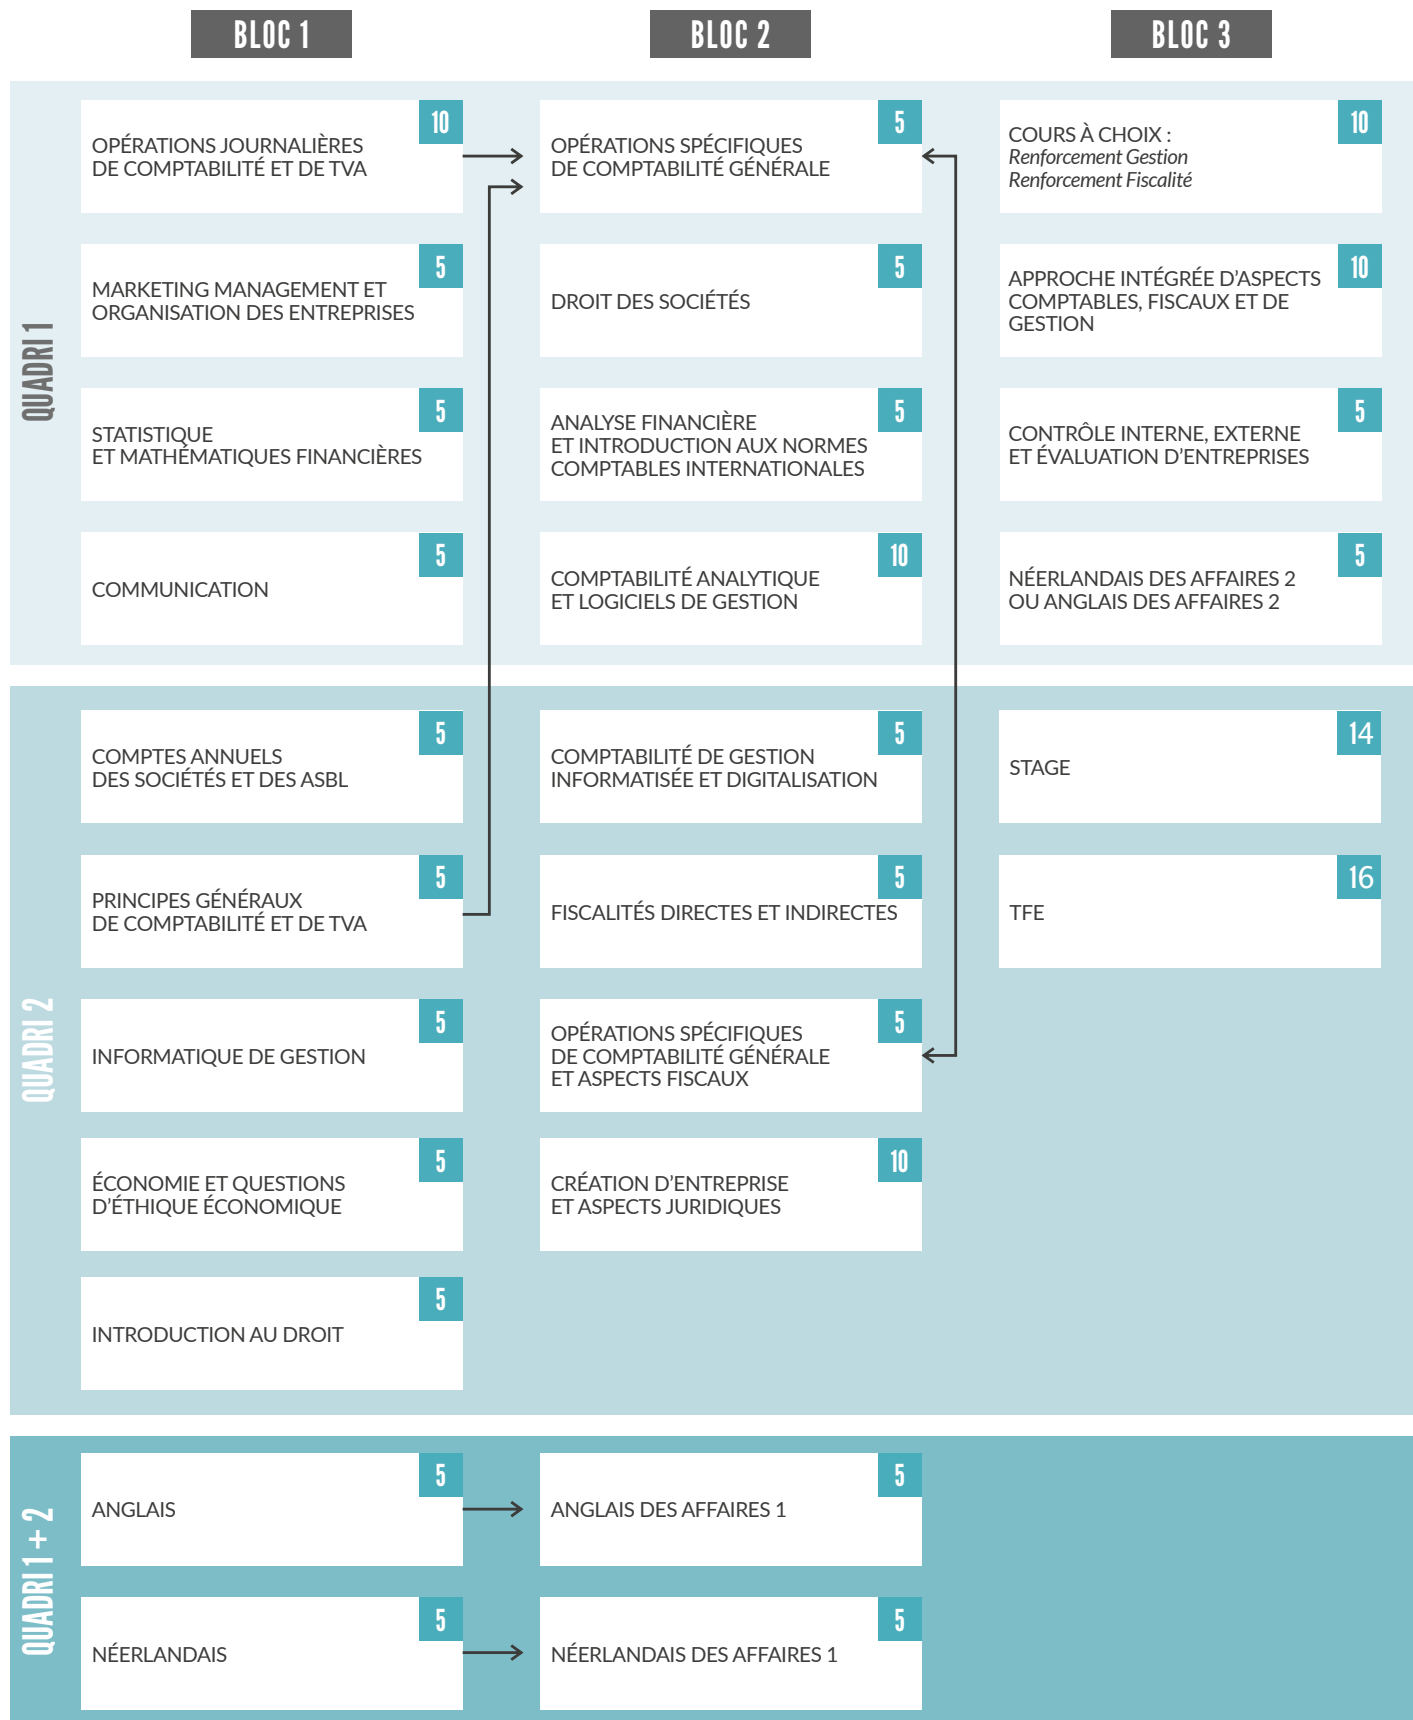 BLOC 1
BLOC 2
BLOC 3
QUADRI 1
10
OPÉRATIONS JOURNALIÈRES
DE COMPTABILITÉ ET DE TVA
5
OPÉRATIONS SPÉCIFIQUES
DE COMPTABILITÉ GÉNÉRALE
10
COURS À CHOIX :
Renforcement Gestion
Renforcement Fiscalité
5
MARKETING MANAGEMENT ET
ORGANISATION DES ENTREPRISES
5
DROIT DES SOCIÉTÉS
10
APPROCHE INTÉGRÉE D’ASPECTS
COMPTABLES, FISCAUX ET DE
GESTION
5
STATISTIQUE
ET MATHÉMATIQUES FINANCIÈRES
5
ANALYSE FINANCIÈRE
ET INTRODUCTION AUX NORMES
COMPTABLES INTERNATIONALES
5
CONTRÔLE INTERNE, EXTERNE
ET ÉVALUATION D’ENTREPRISES
5
COMMUNICATION
10
COMPTABILITÉ ANALYTIQUE
ET LOGICIELS DE GESTION
5
NÉERLANDAIS DES AFFAIRES 2
OU ANGLAIS DES AFFAIRES 2
QUADRI 2
5
COMPTES ANNUELS
DES SOCIÉTÉS ET DES ASBL
5
COMPTABILITÉ DE GESTION
INFORMATISÉE ET DIGITALISATION
14
STAGE
5
PRINCIPES GÉNÉRAUX
DE COMPTABILITÉ ET DE TVA
5
FISCALITÉS DIRECTES ET INDIRECTES
16
TFE
5
INFORMATIQUE DE GESTION
5
OPÉRATIONS SPÉCIFIQUES
DE COMPTABILITÉ GÉNÉRALE
ET ASPECTS FISCAUX
5
ÉCONOMIE ET QUESTIONS
D’ÉTHIQUE ÉCONOMIQUE
10
CRÉATION D’ENTREPRISE
ET ASPECTS JURIDIQUES
5
INTRODUCTION AU DROIT
QUADRI 1 + 2
5
ANGLAIS
5
ANGLAIS DES AFFAIRES 1
5
NÉERLANDAIS
5
NÉERLANDAIS DES AFFAIRES 1